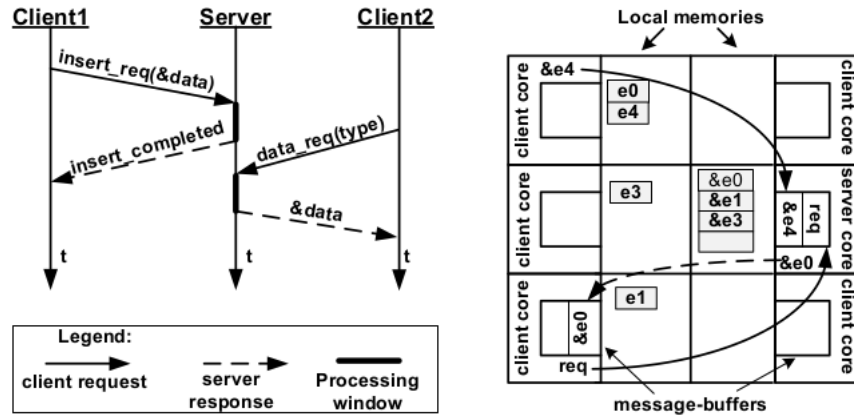 Client1
Server
Client2
insert_req(&data)
insert_completed
data_req(type)
&data
t
t
t
Legend:
client request
server
response
Processing
window
Local memories
client core
&e4
e0
e4
client core
client core
e3
&e0
&e1
&e3
&e4
req
server core
&e0
client core
&e0
e1
req
client core
message-buffers